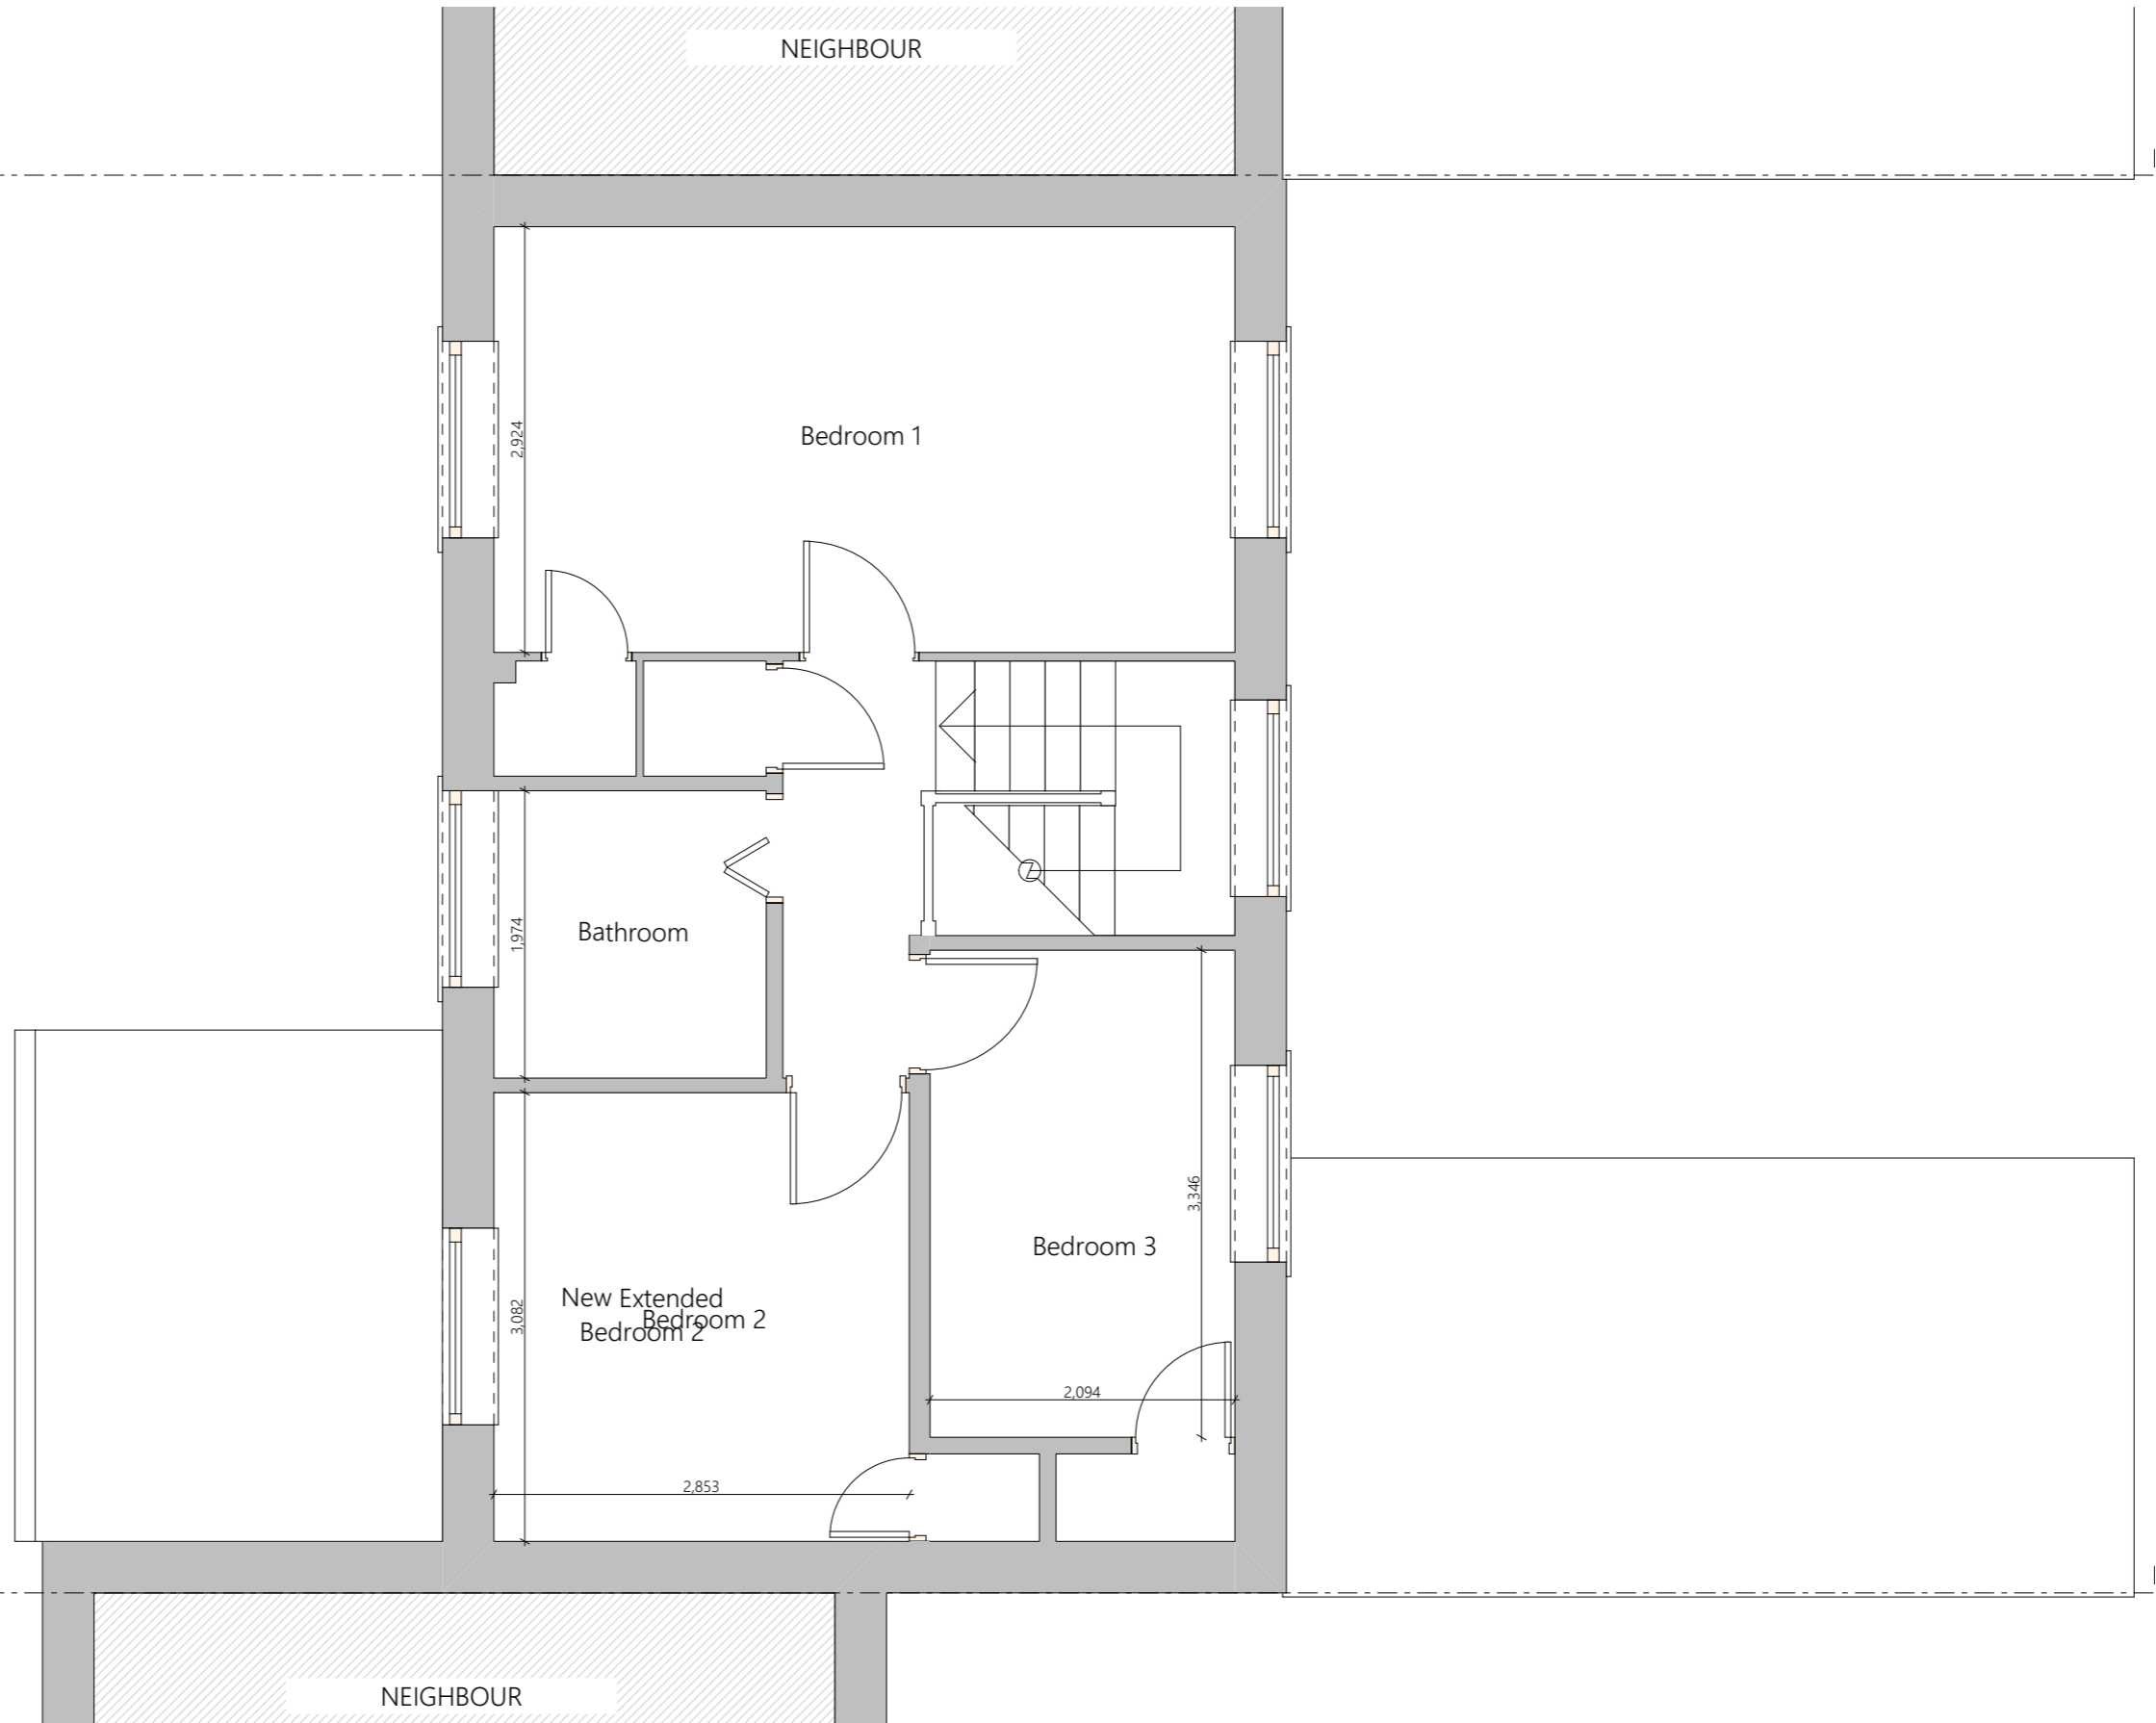 NEIGHBOUR
2,924
Bedroom 1
1,974
Bathroom
3,346
Bedroom 3
New Extended
Bedroom 2
Bedroom 2
3,082
2,094
2,853
NEIGHBOUR